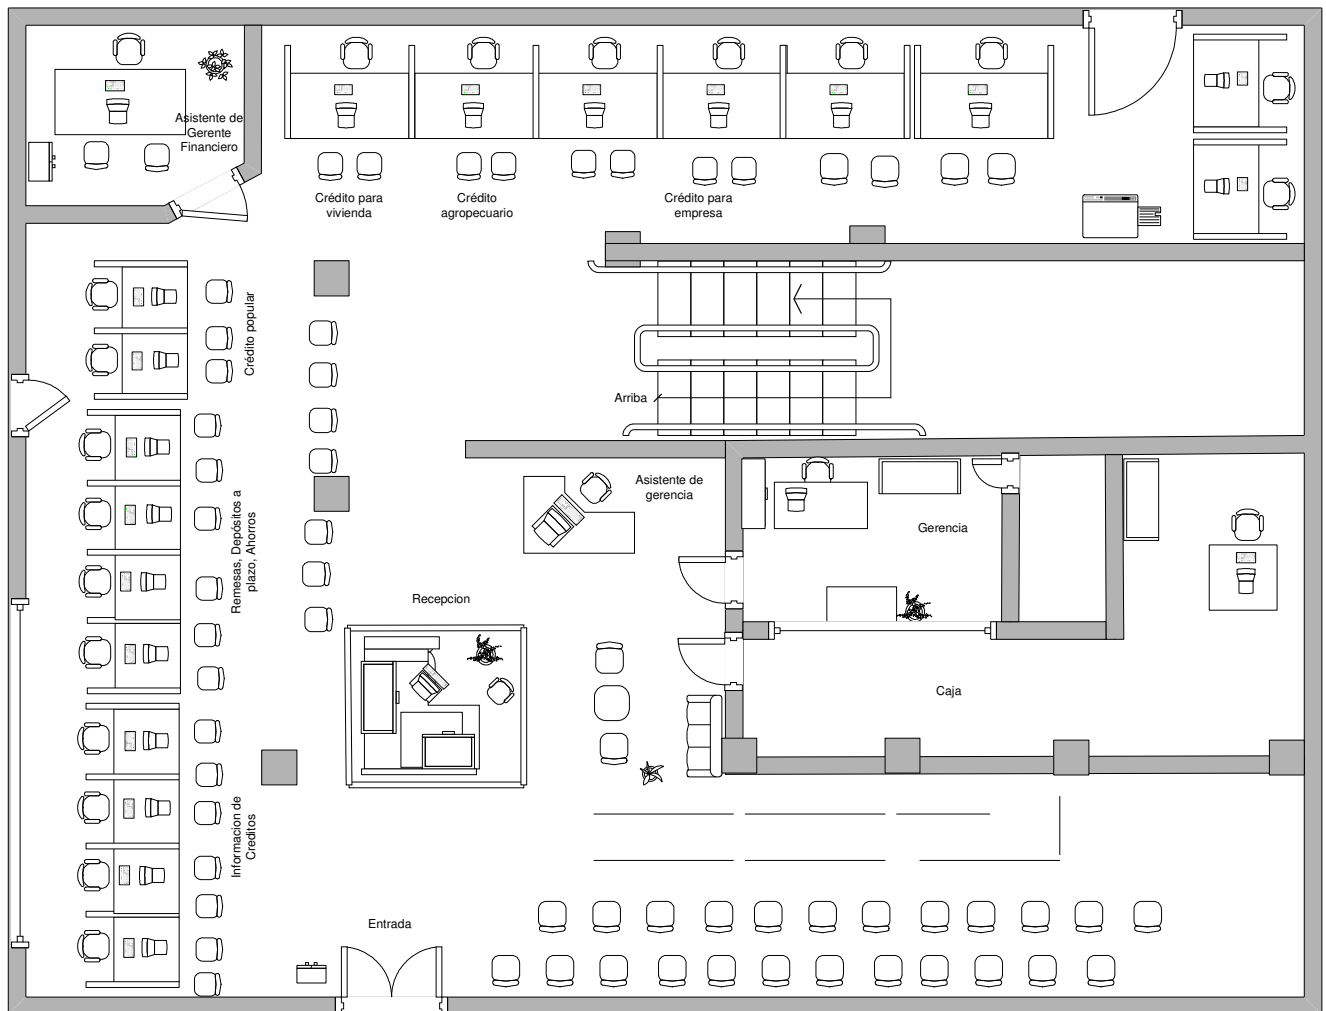 Asistente de
Gerente
Financiero
Crédito para
vivienda
Crédito
agropecuario
Crédito para
empresa
Crédito popular
Arriba
Remesas, Depósitos a
plazo, Ahorros
Asistente de
gerencia
Gerencia
Recepcion
Caja
Informacion de
Creditos
Entrada